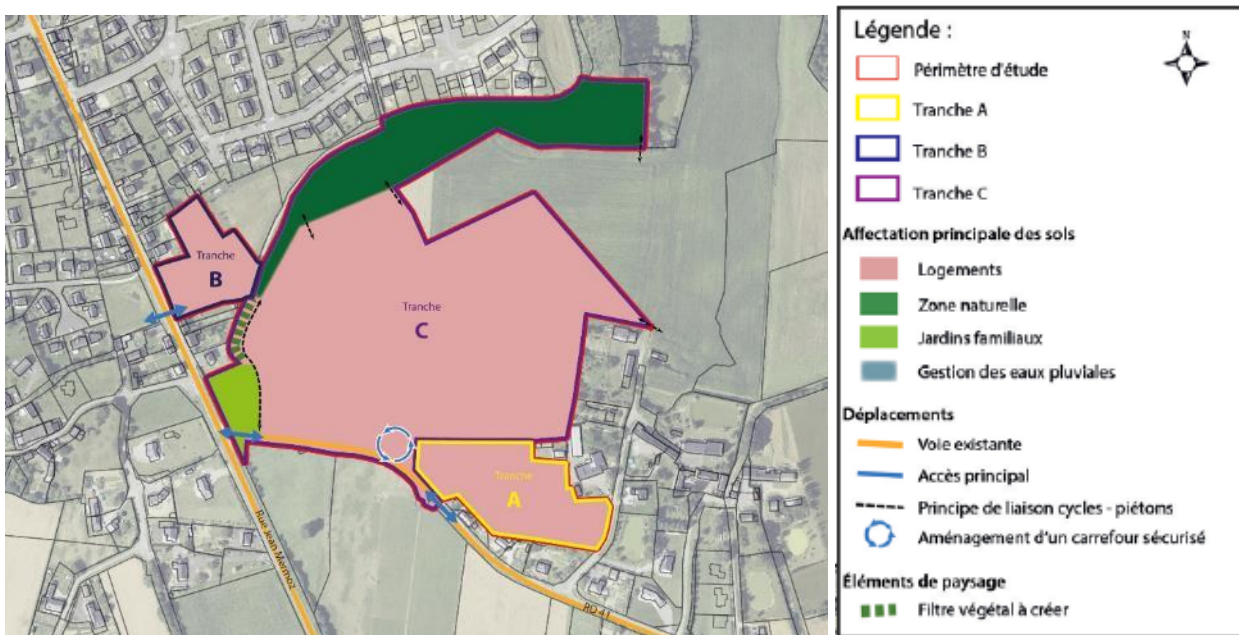 Tranche
B
Tranche
C
Tranche
A
Rue Jean Mermoz
RD 41
Légende :
N
Périmètre d'étude
Tranche A
Tranche B
Tranche C
Affectation principale des sols
Logements
Zone naturelle
Jardins familiaux
Gestion des eaux pluviales
Déplacements
Voie existante
Accès principal
Principe de liaison cycles - piétons
Aménagement d'un carrefour sécurisé
Éléments de paysage
Filtre végétal à créer